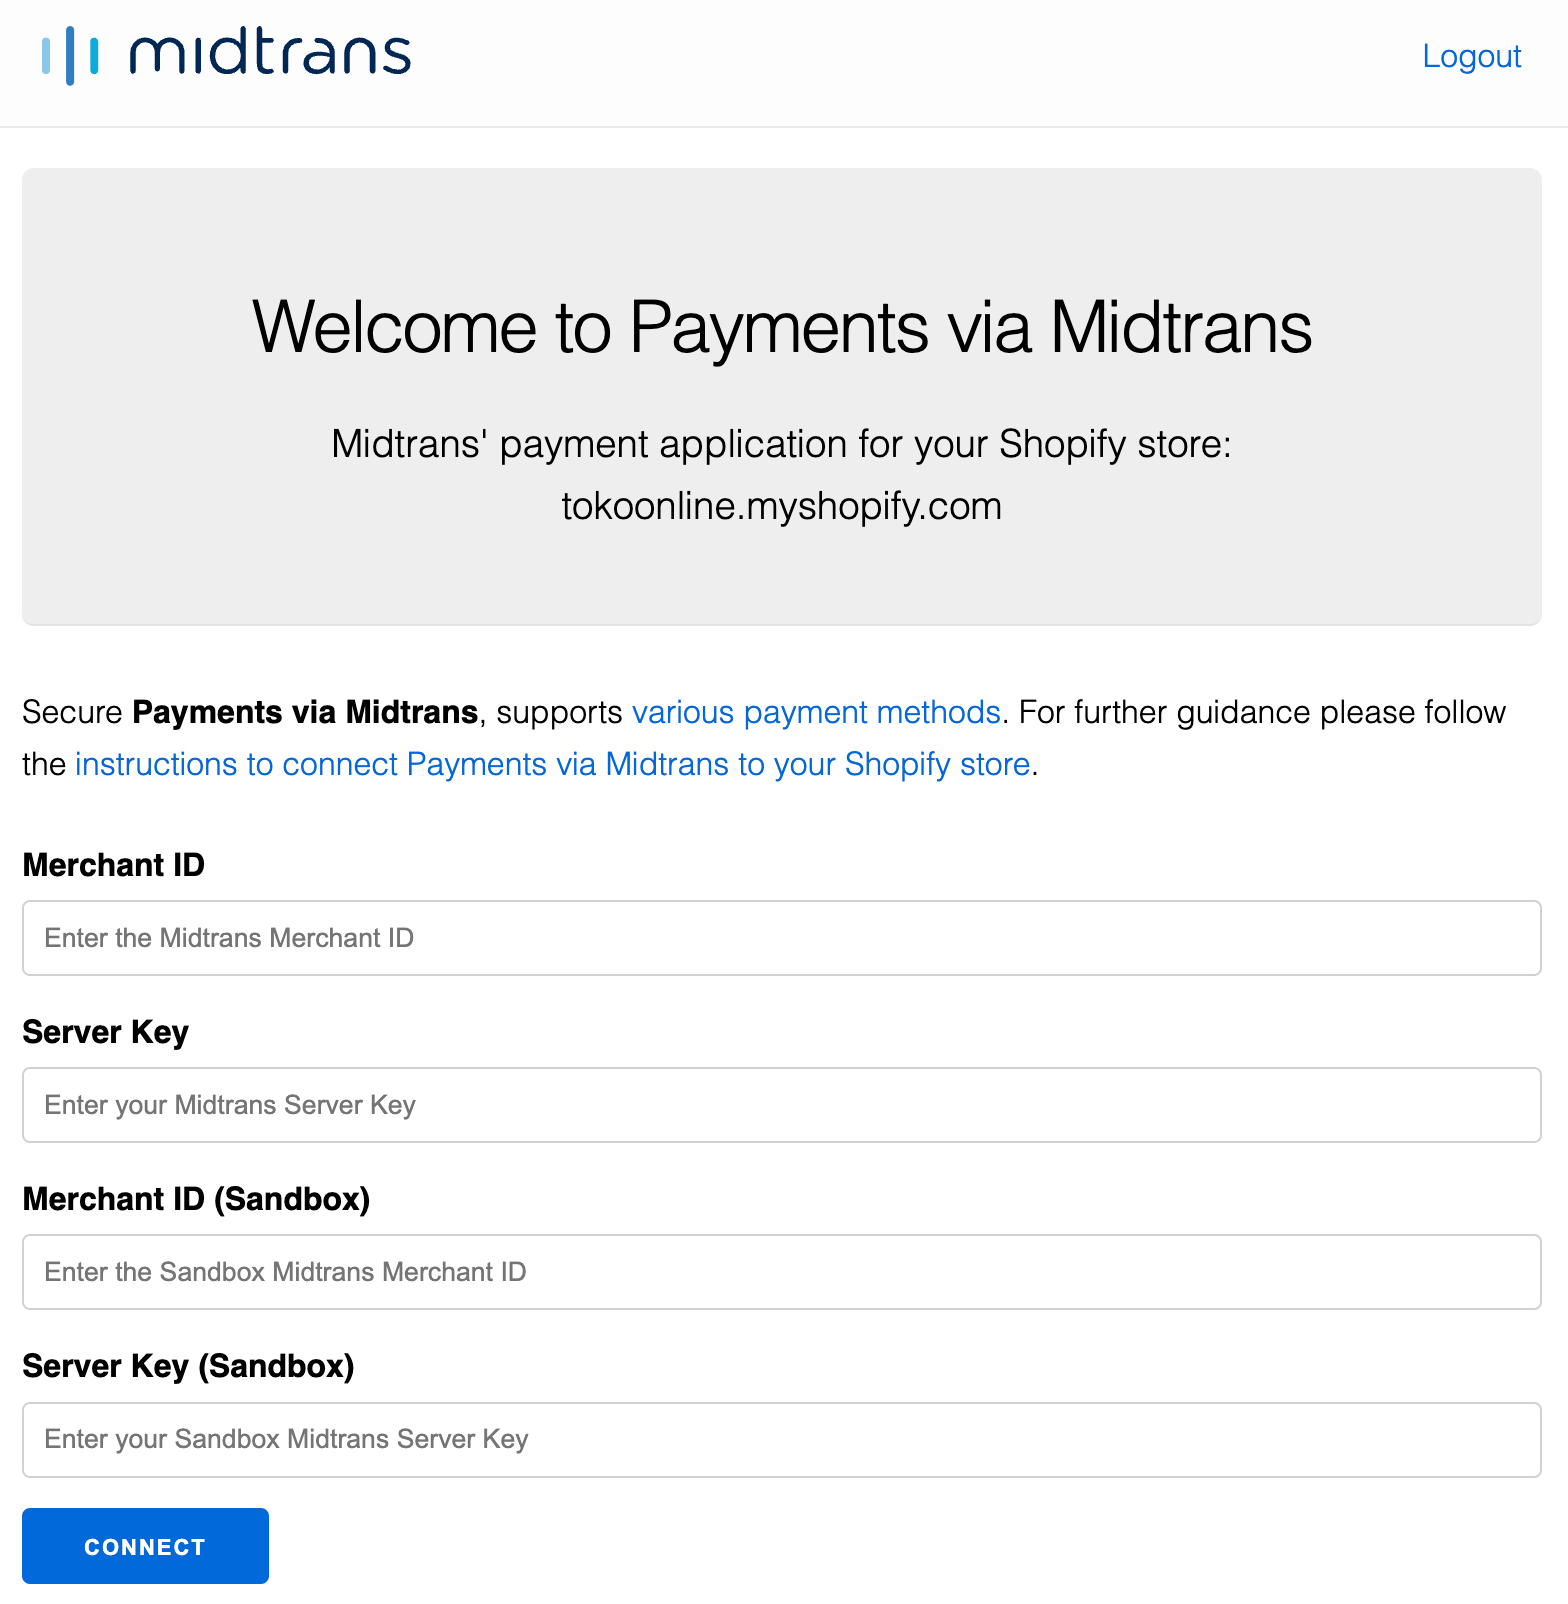 midtrans
Logout
Welcome to Payments via Midtrans
Midtrans' payment application for your Shopify store:
tokoonline.myshopify.com
Secure Payments via Midtrans, supports various payment methods. For further guidance please follow
the instructions to connect Payments via Midtrans to your Shopify store.
Merchant ID
Enter the Midtrans Merchant ID
Server Key
Enter your Midtrans Server Key
Merchant ID (Sandbox)
Enter the Sandbox Midtrans Merchant ID
Server Key (Sandbox)
Enter your Sandbox Midtrans Server Key
CONNECT